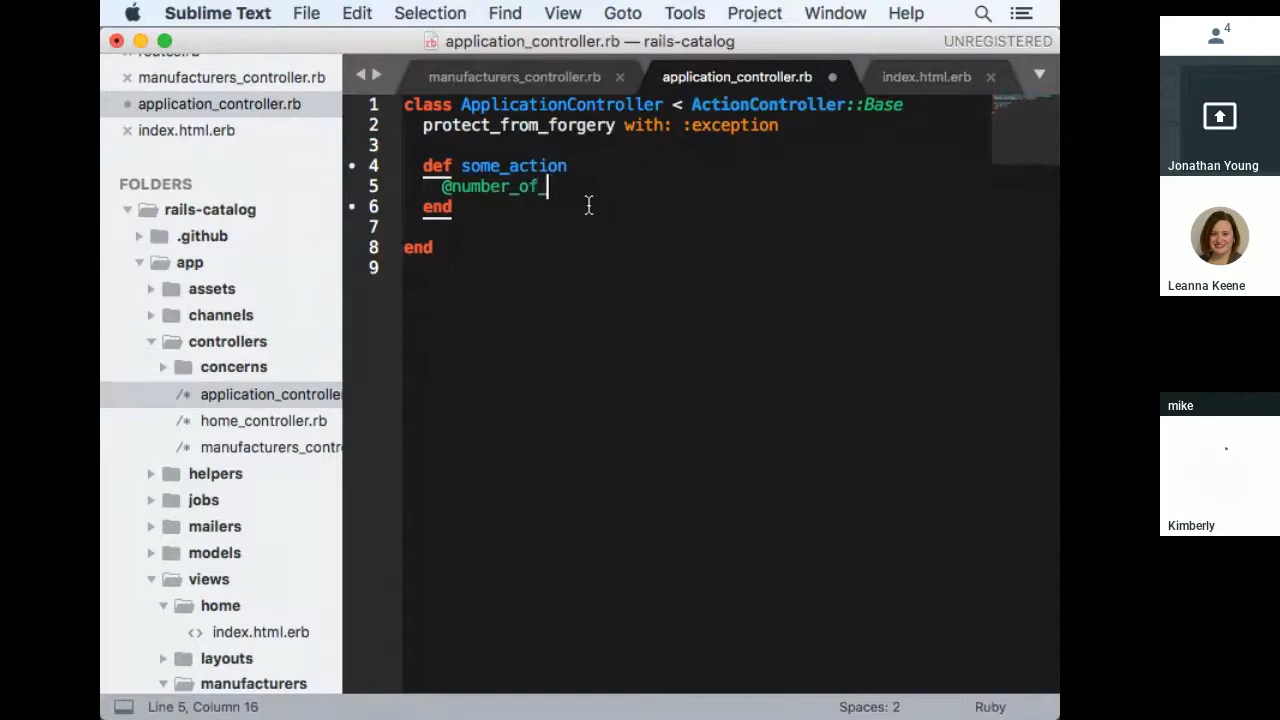 Sublime Text File Edit Selection Find View Goto Tools Project Window Help
application_controller.rb — rails-catalog
UNREGISTERED
manufacturers_controller.rb
application_controller.rb
index.html.erb
FOLDERS
rails-catalog
.github
app
assets
channels
controllers
concerns
/* application_controlle
/* home_controller.rb
/* manufacturers_contr
helpers
jobs
mailers
models
views
home
<> index.html.erb
layouts
manufacturers
manufacturers_controller.rb × application_controller.rb index.html.erb ×
1 class ApplicationController < ActionController::Base
2 protect_from_forgery with: :exception
3
4 def some_action
5 @number_of_
6 end
7
8 end
9
Line 5, Column 16
Spaces: 2
Ruby
4
Jonathan Young
Leanna Keene
mike
Kimberly